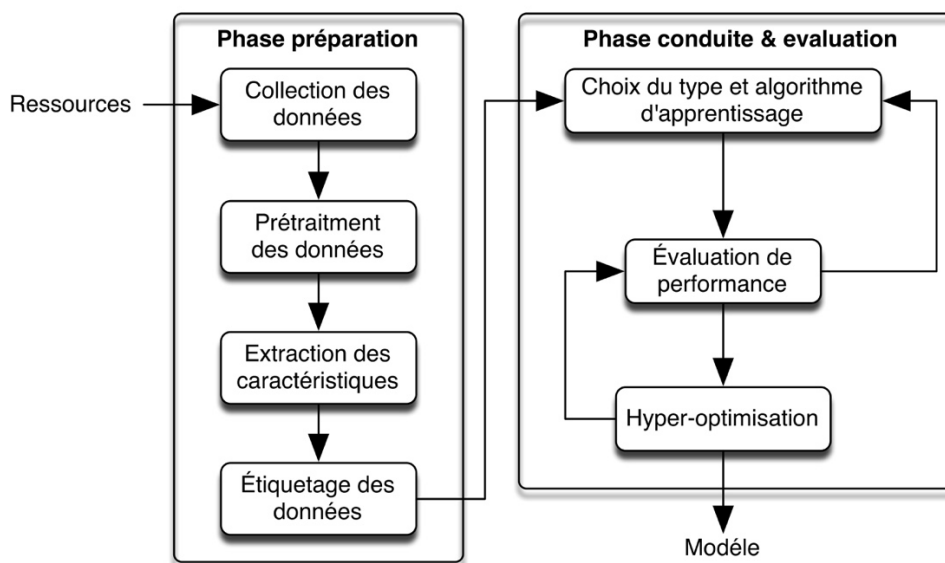 Phase préparation
Ressources
Collection des
données
Prétraitment
des données
Extraction des
caractéristiques
Étiquetage des
données
Phase conduite & evaluation
Choix du type et algorithme
d'apprentissage
Évaluation de
performance
Hyper-optimisation
Modéle